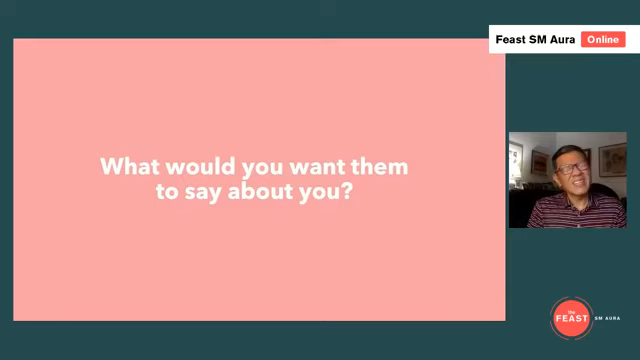 Feast SM Aura Online
What would you want them
to say about you?
the
FEAST SM AURA